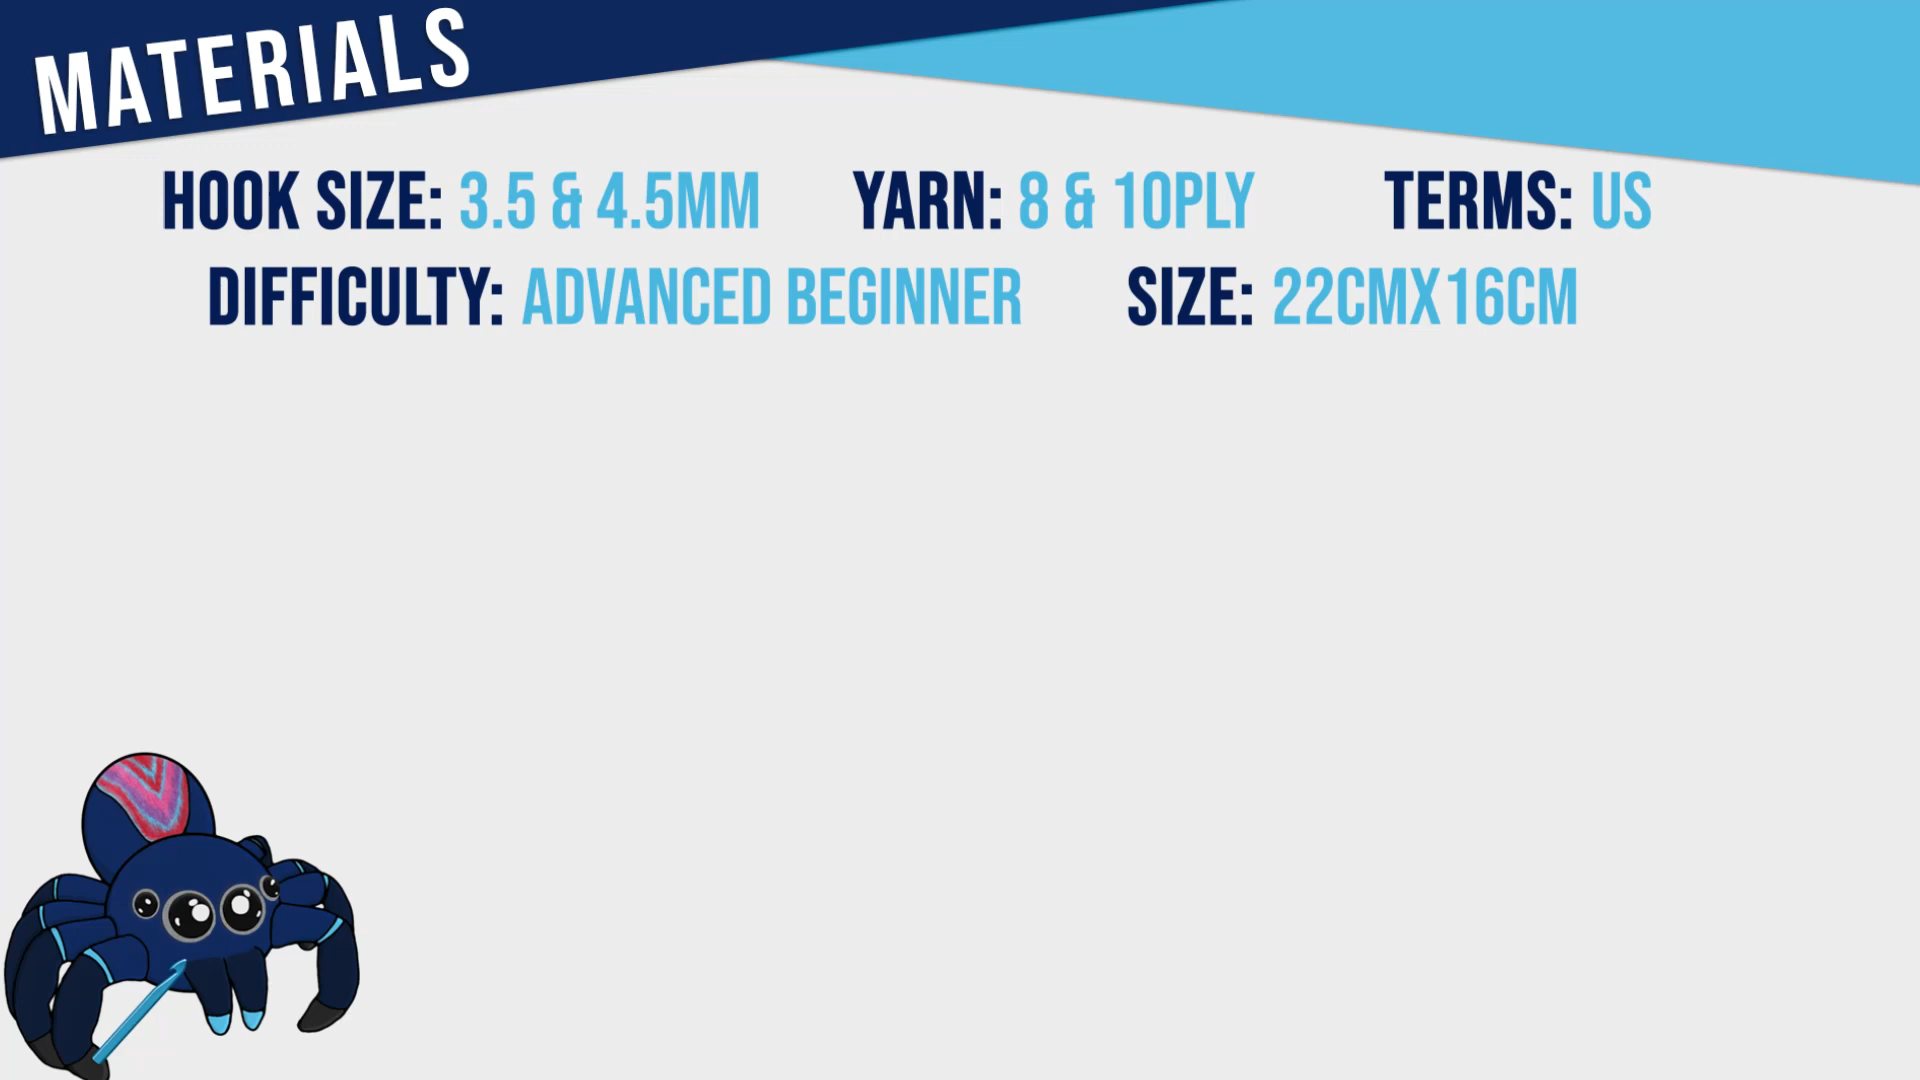 MATERIALS
HOOK SIZE: 3.5 & 4.5MM YARN: 8 & 10PLY TERMS: US
DIFFICULTY: ADVANCED BEGINNER SIZE: 22CMX16CM